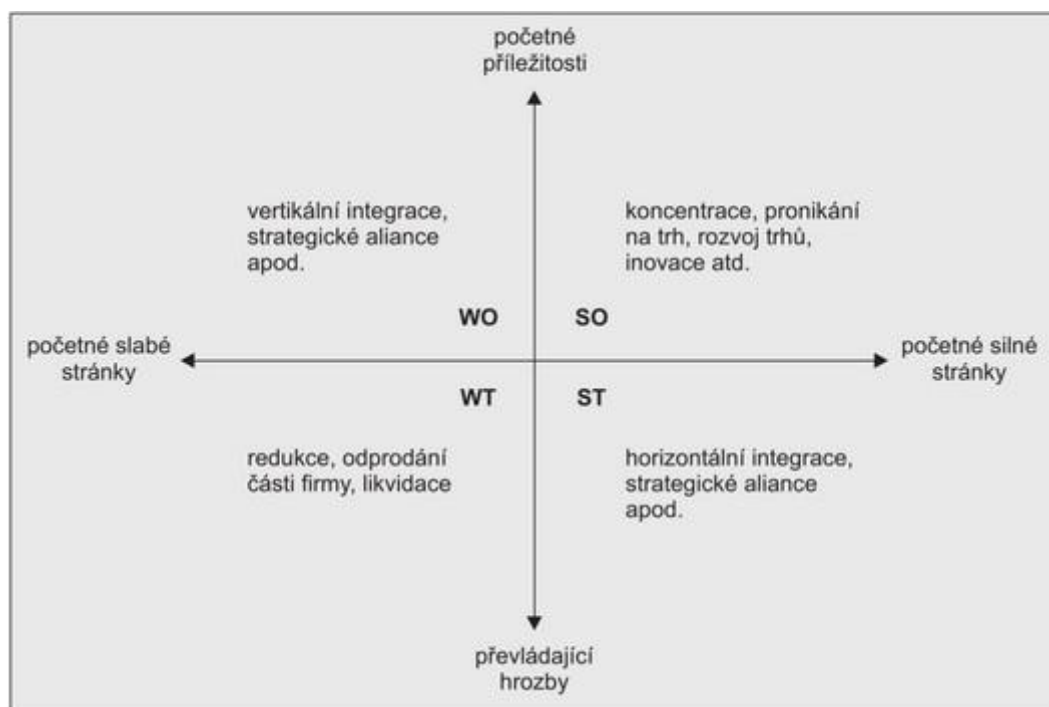 početné
příležitosti
vertikální integrace,
strategické aliance
apod.
koncentrace, pronikání
na trh, rozvoj trhů,
inovace atd.
WO
SO
početné slabé
stránky
početné silné
stránky
WT
ST
redukce, odprodání
části firmy, likvidace
horizontální integrace,
strategické aliance
apod.
převládající
hrozby